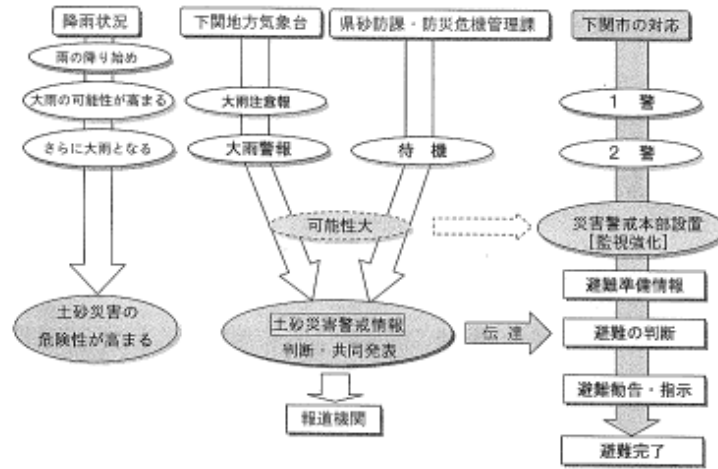 降雨状況
雨の降り始め
大雨の可能性が高まる
さらに大雨となる
土砂災害の
危険性が高まる
下関地方気象台
大雨注意報
大雨警報
県砂防課・防災危機管理課
待機
可能性大
土砂災害警戒情報
判断・共同発表
報道機関
伝達
下関市の対応
1 警
2 警
災害警戒本部設置
[監視強化]
避難準備情報
避難の判断
避難勧告・指示
避難完了